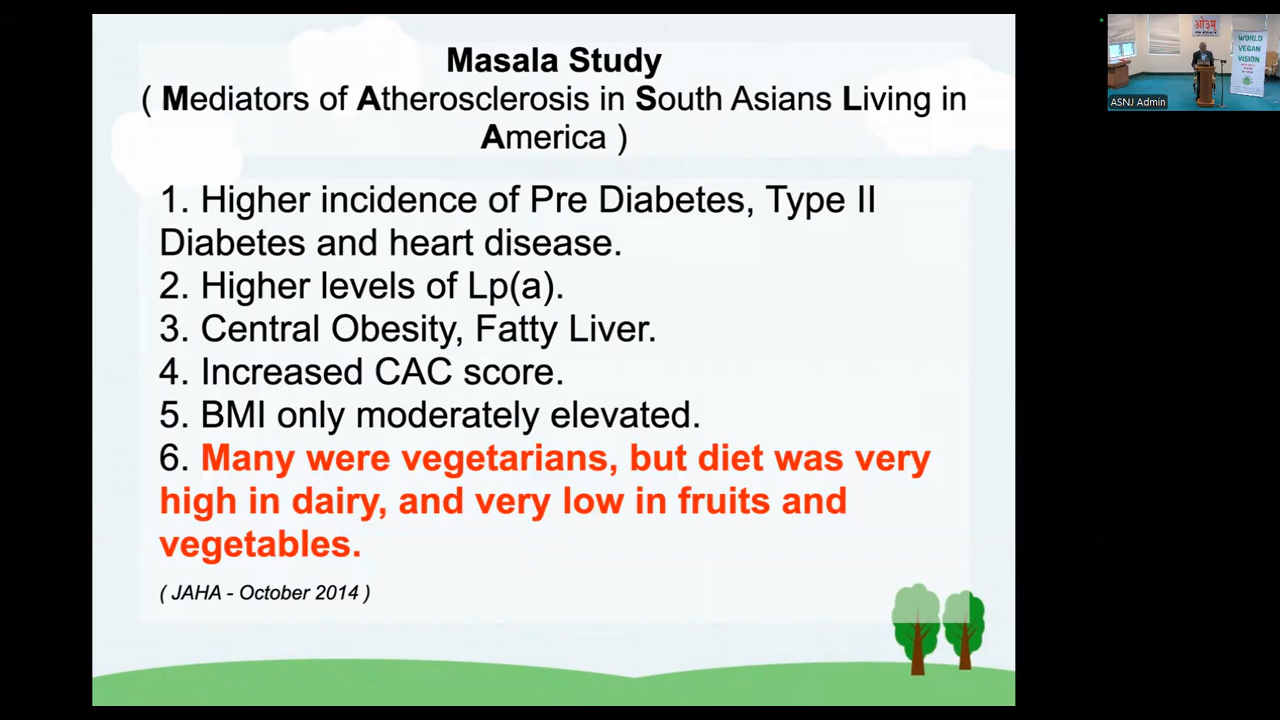 Masala Study
( Mediators of Atherosclerosis in South Asians Living in
America )
1. Higher incidence of Pre Diabetes, Type II
Diabetes and heart disease.
2. Higher levels of Lp(a).
3. Central Obesity, Fatty Liver.
4. Increased CAC score.
5. BMI only moderately elevated.
6. Many were vegetarians, but diet was very
high in dairy, and very low in fruits and
vegetables.
( JAHA - October 2014 )
ओ३म्
WORLD
VEGAN
VISION
ASNJ Admin